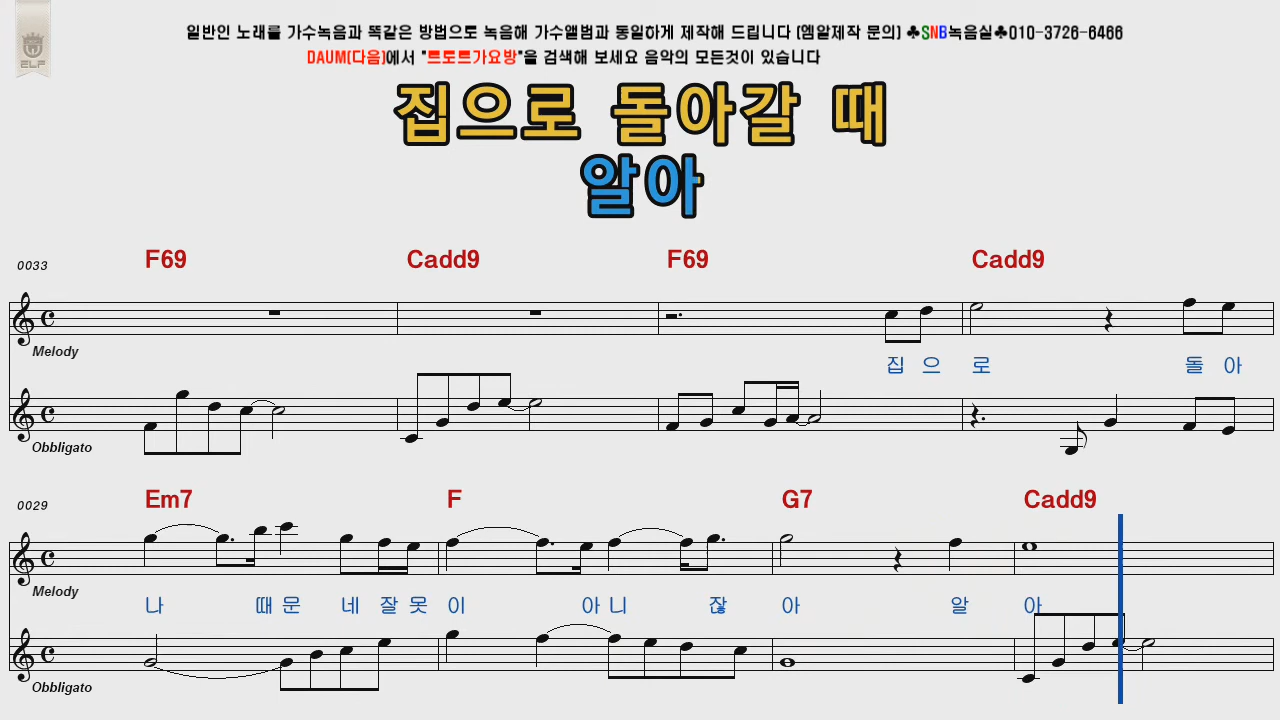 일반인 노래를 가수녹음과 똑같은 방법으로 녹음해 가수앨범과 동일하게 제작해 드립니다 (엠알제작 문의) ♣SNB녹음실♣010-3726-6466
DAUM(다음)에서 "트로트가요방"을 검색해 보세요 음악의 모든것이 있습니다
ELF
집으로 돌아갈 때
알아
0033 F69 Cadd9 F69 Cadd9
Melody
집 으 로 돌 아
Obbligato
0029 Em7 F G7 Cadd9
Melody
나 때 문 네 잘 못 이 아 니 잖 아 알 아
Obbligato